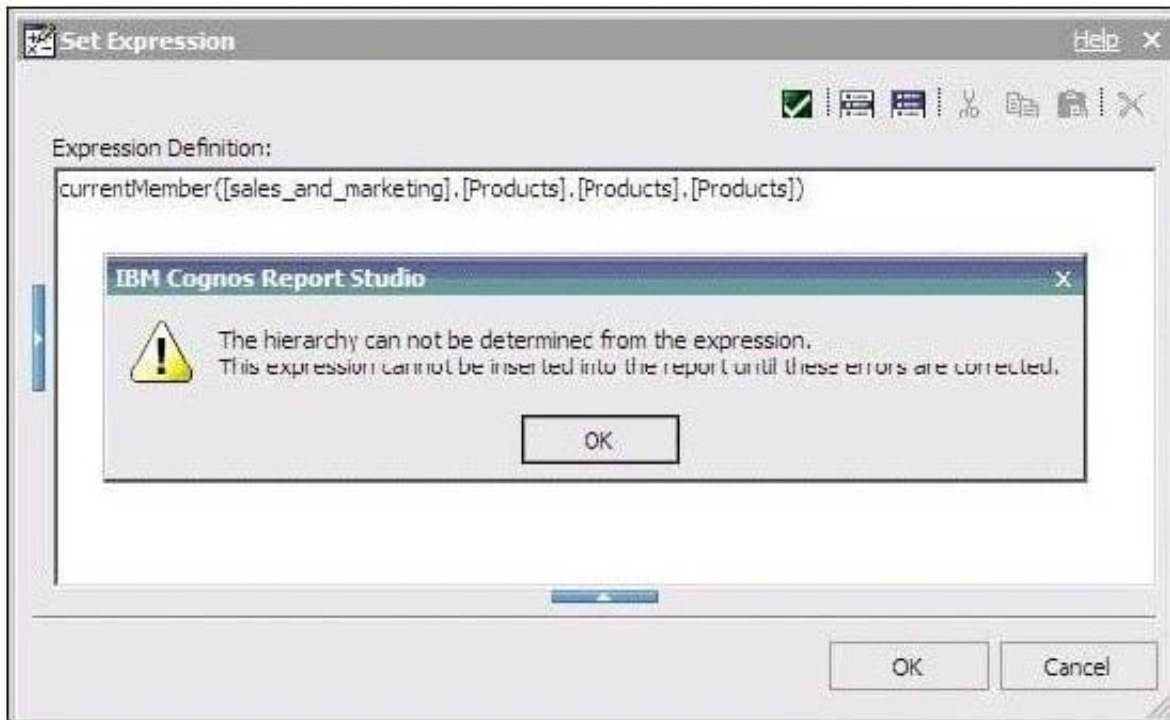 Set Expression
Help
Expression Definition:
currentMember([sales_and_marketing].[Products].[Products].[Products])
IBM Cognos Report Studio
The hierarchy can not be determined from the expression.
This expression cannot be inserted into the report until these errors are corrected.
OK
OK
Cancel